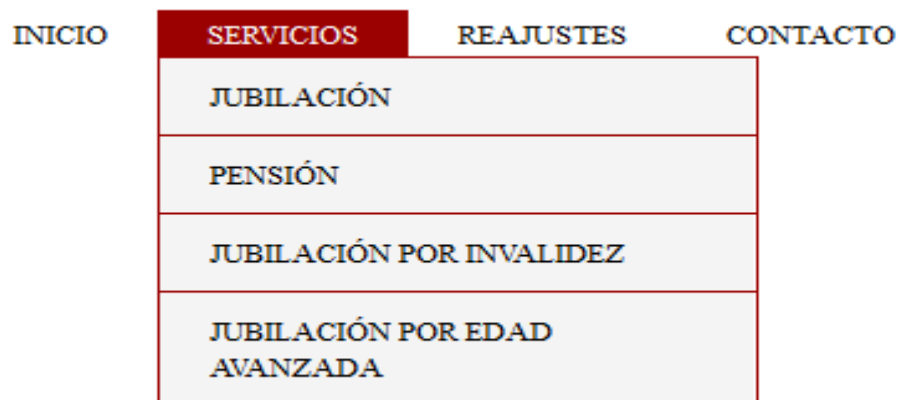 INICIO SERVICIOS REAJUSTES CONTACTO
JUBILACIÓN
PENSIÓN
JUBILACIÓN POR INVALIDEZ
JUBILACIÓN POR EDAD
AVANZADA